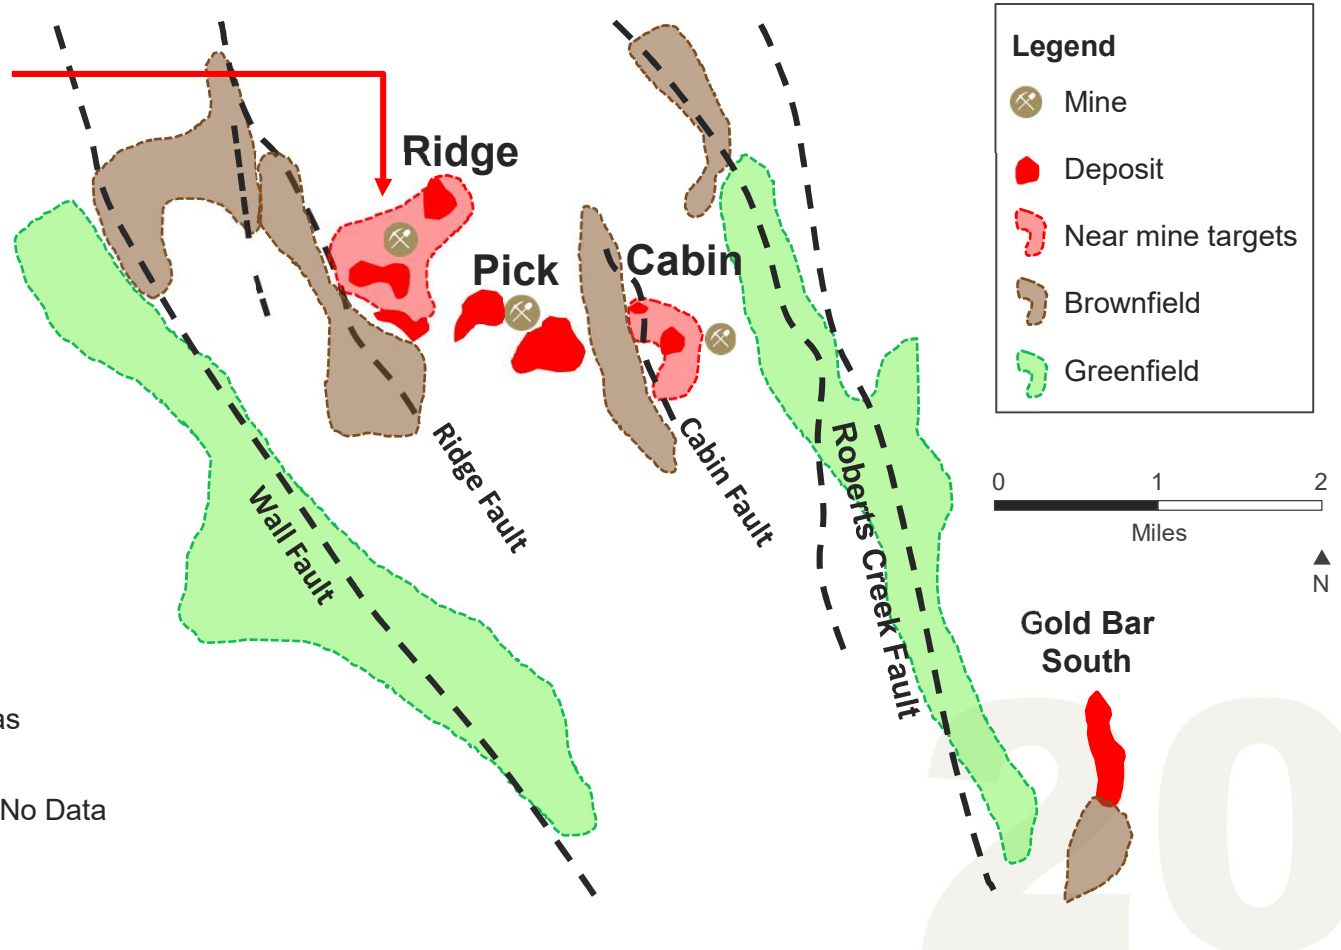 Legend
Mine
Deposit
Near mine targets
Brownfield
Greenfield
0 1 2
Miles
N
Ridge
Pick
Cabin
Ridge Fault
Cabin Fault
Wall Fault
Roberts Creek Fault
Gold Bar
South
as
No Data
20